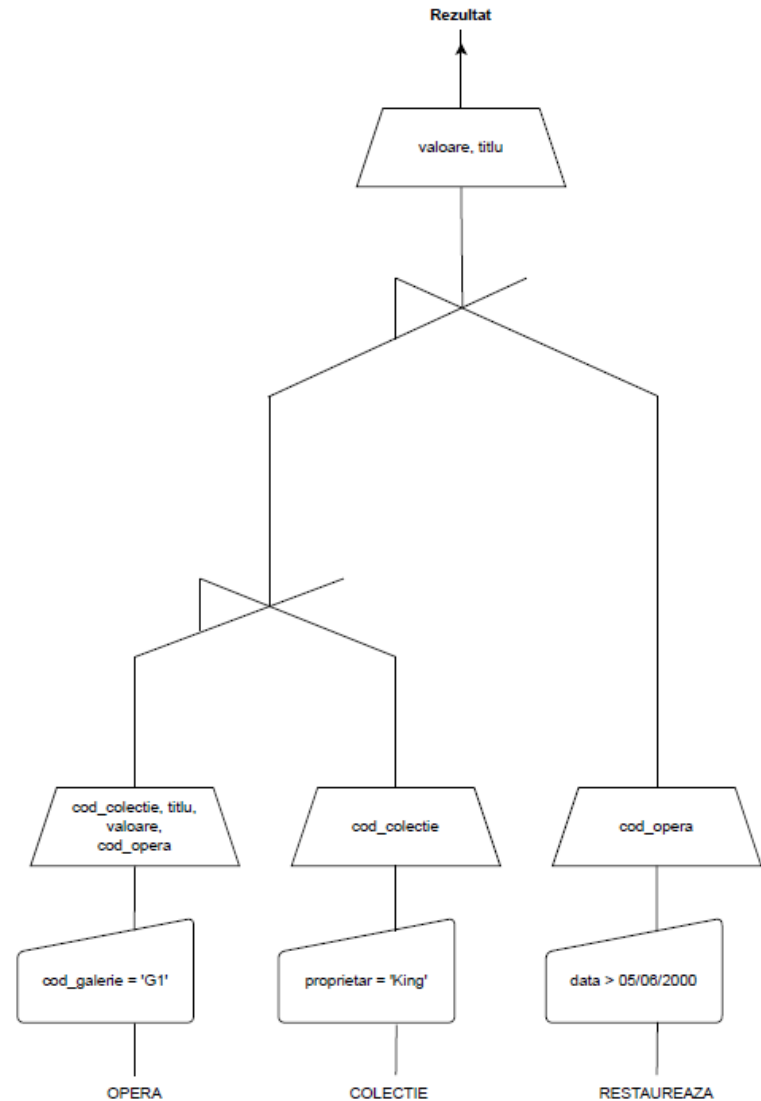 Rezultat
valoare, titlu
cod_colectie, titlu,
valoare,
cod_opera
cod_colectie
cod_opera
cod_galerie = 'G1'
proprietar = 'King'
data > 05/06/2000
OPERA
COLECTIE
RESTAUREAZA